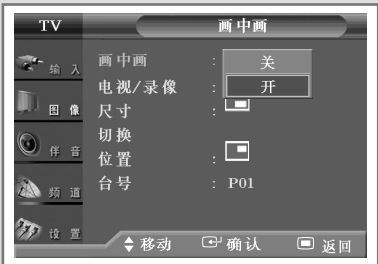 TV 画中画
输入
图像
伴音
频道
设置
画中画 : 关
电视/录像 : 开
尺寸 :
切换
位置 :
台号 : P01
移动 确认 返回